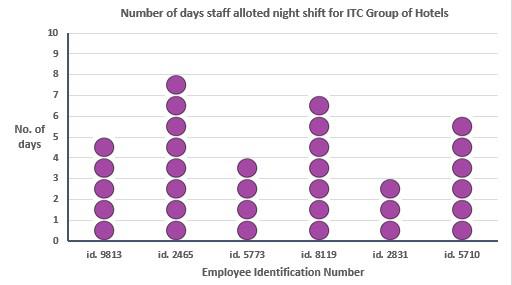 Number of days staff alloted night shift for ITC Group of Hotels
10
9
8
7
6
5
4
3
2
1
0
No. of
days
id. 9813 id. 2465 id. 5773 id. 8119 id. 2831 id. 5710
Employee Identification Number